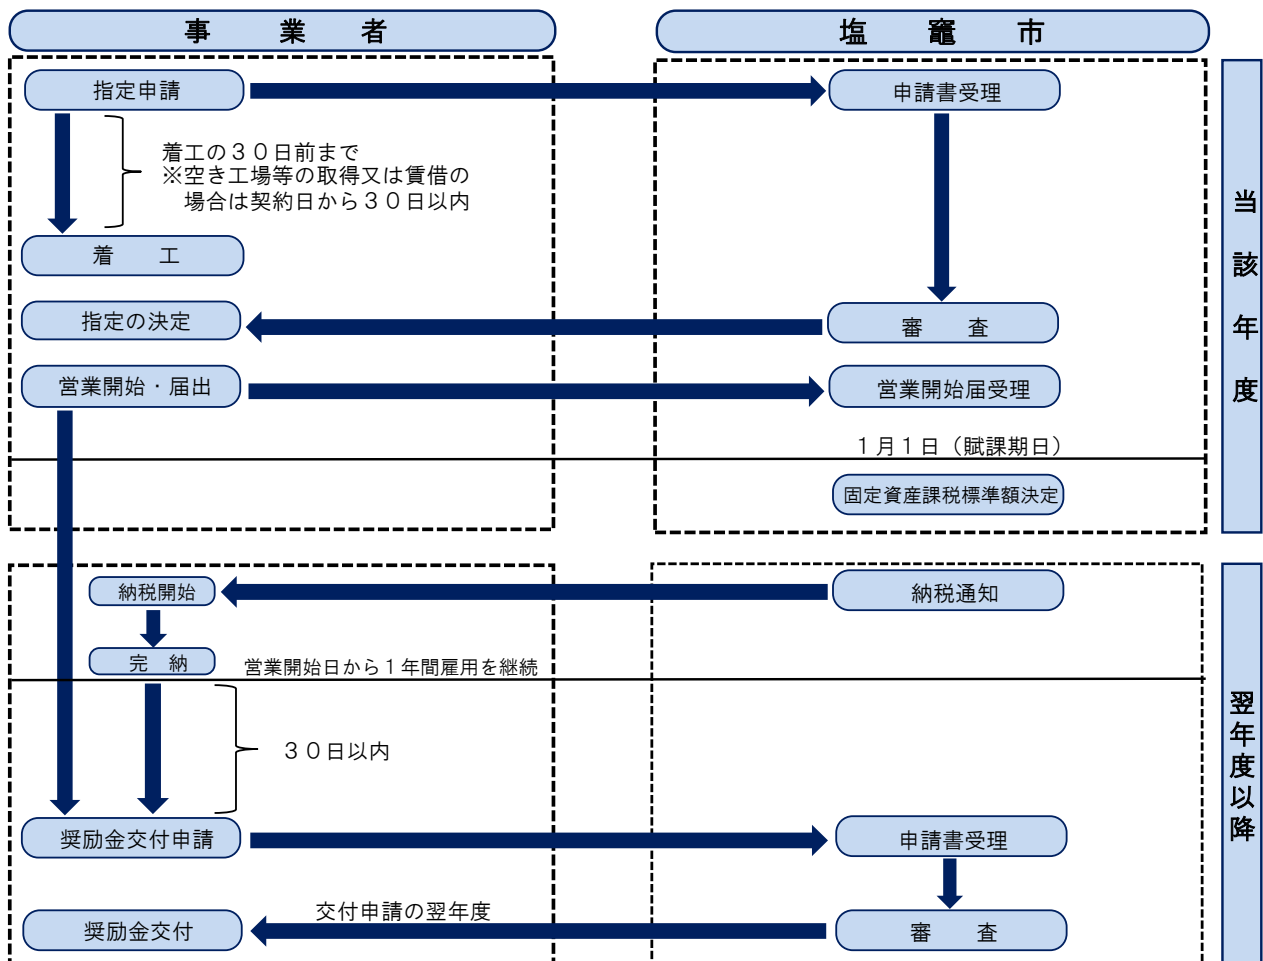 事　業　者
塩　竈　市
指定申請
申請書受理
着工の３０日前まで
※空き工場等の取得又は賃借の
場合は契約日から３０日以内
着　工
指定の決定
審　査
営業開始・届出
営業開始届受理
１月１日（賦課期日）
固定資産課税標準額決定
当該年度
納税開始
納税通知
完　納
営業開始日から１年間雇用を継続
３０日以内
奨励金交付申請
申請書受理
交付申請の翌年度
奨励金交付
審　査
翌年度以降